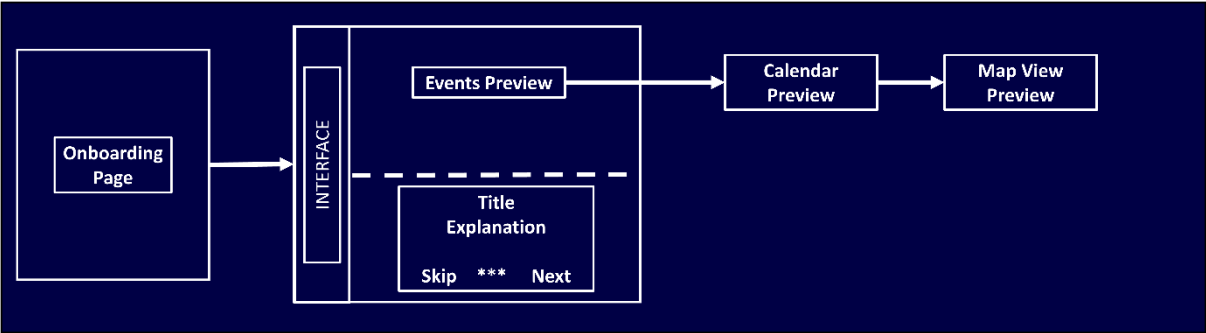 Onboarding
Page
INTERFACE
Events Preview
Calendar
Preview
Map View
Preview
Title
Explanation
Skip *** Next